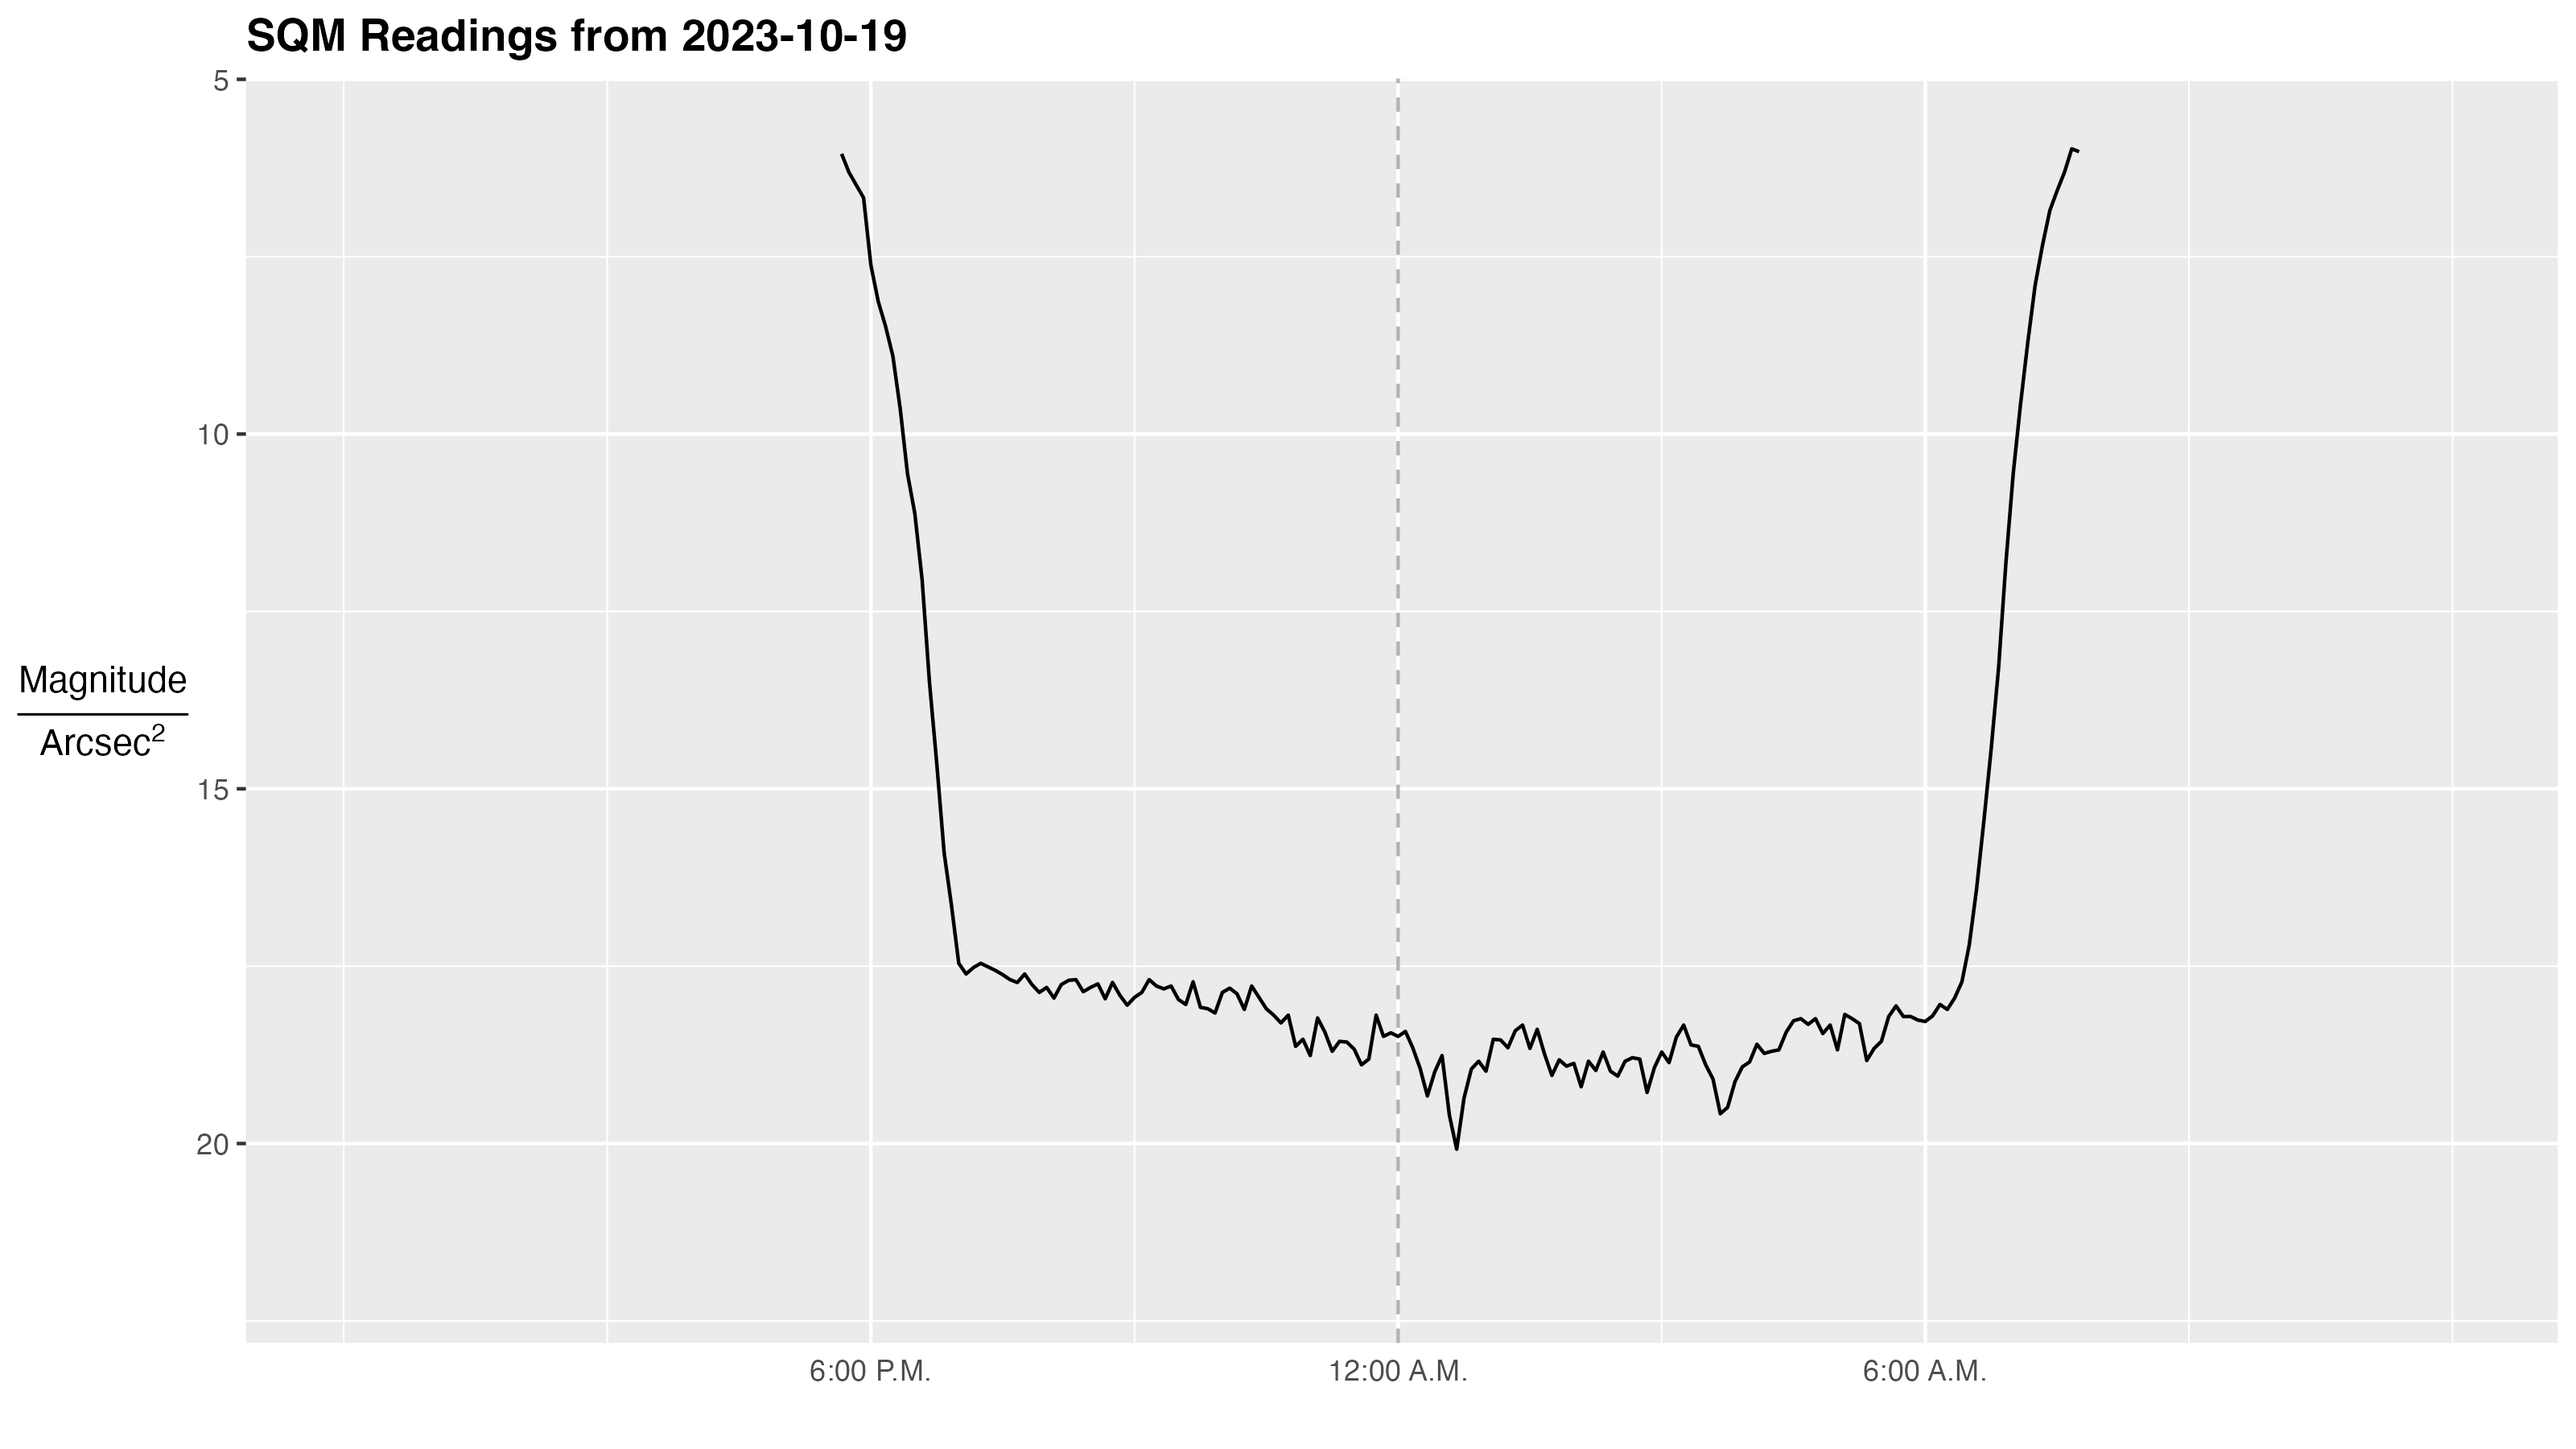 SQM Readings from 2023-10-19
5
10
15
20
Magnitude
Arcsec²
6:00 P.M.
12:00 A.M.
6:00 A.M.